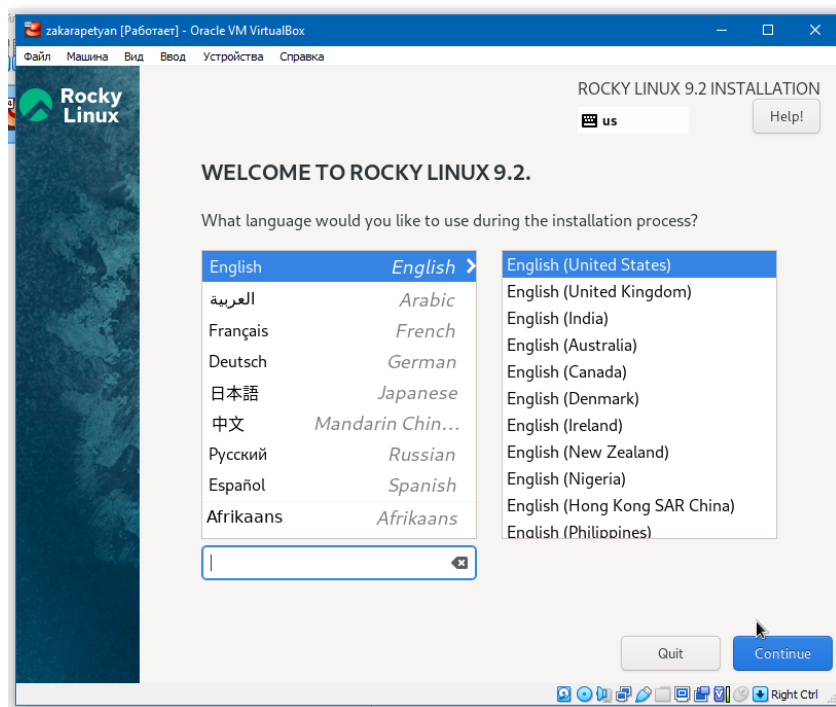 zakarapetyan [Работает] - Oracle VM VirtualBox
Файл Машина Вид Ввод Устройства Справка
Rocky
Linux
ROCKY LINUX 9.2 INSTALLATION
us
Help!
WELCOME TO ROCKY LINUX 9.2.
What language would you like to use during the installation process?
English English
العربية Arabic
Français French
Deutsch German
日本語 Japanese
中文 Mandarin Chin...
Русский Russian
Español Spanish
Afrikaans Afrikaans
English (United States)
English (United Kingdom)
English (India)
English (Australia)
English (Canada)
English (Denmark)
English (Ireland)
English (New Zealand)
English (Nigeria)
English (Hong Kong SAR China)
English (Philippines)
Quit
Continue
Right Ctrl